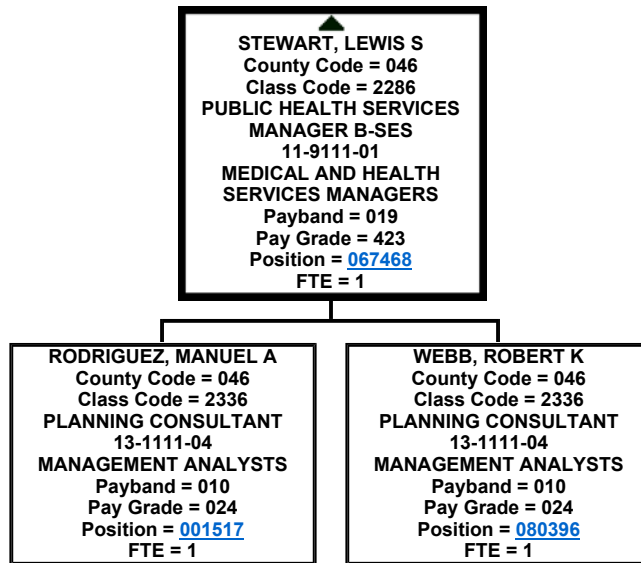 STEWART, LEWIS S
County Code = 046
Class Code = 2286
PUBLIC HEALTH SERVICES
MANAGER B-SES
11-9111-01
MEDICAL AND HEALTH
SERVICES MANAGERS
Payband = 019
Pay Grade = 423
Position = 067468
FTE = 1
RODRIGUEZ, MANUEL A
County Code = 046
Class Code = 2336
PLANNING CONSULTANT
13-1111-04
MANAGEMENT ANALYSTS
Payband = 010
Pay Grade = 024
Position = 001517
FTE = 1
WEBB, ROBERT K
County Code = 046
Class Code = 2336
PLANNING CONSULTANT
13-1111-04
MANAGEMENT ANALYSTS
Payband = 010
Pay Grade = 024
Position = 080396
FTE = 1